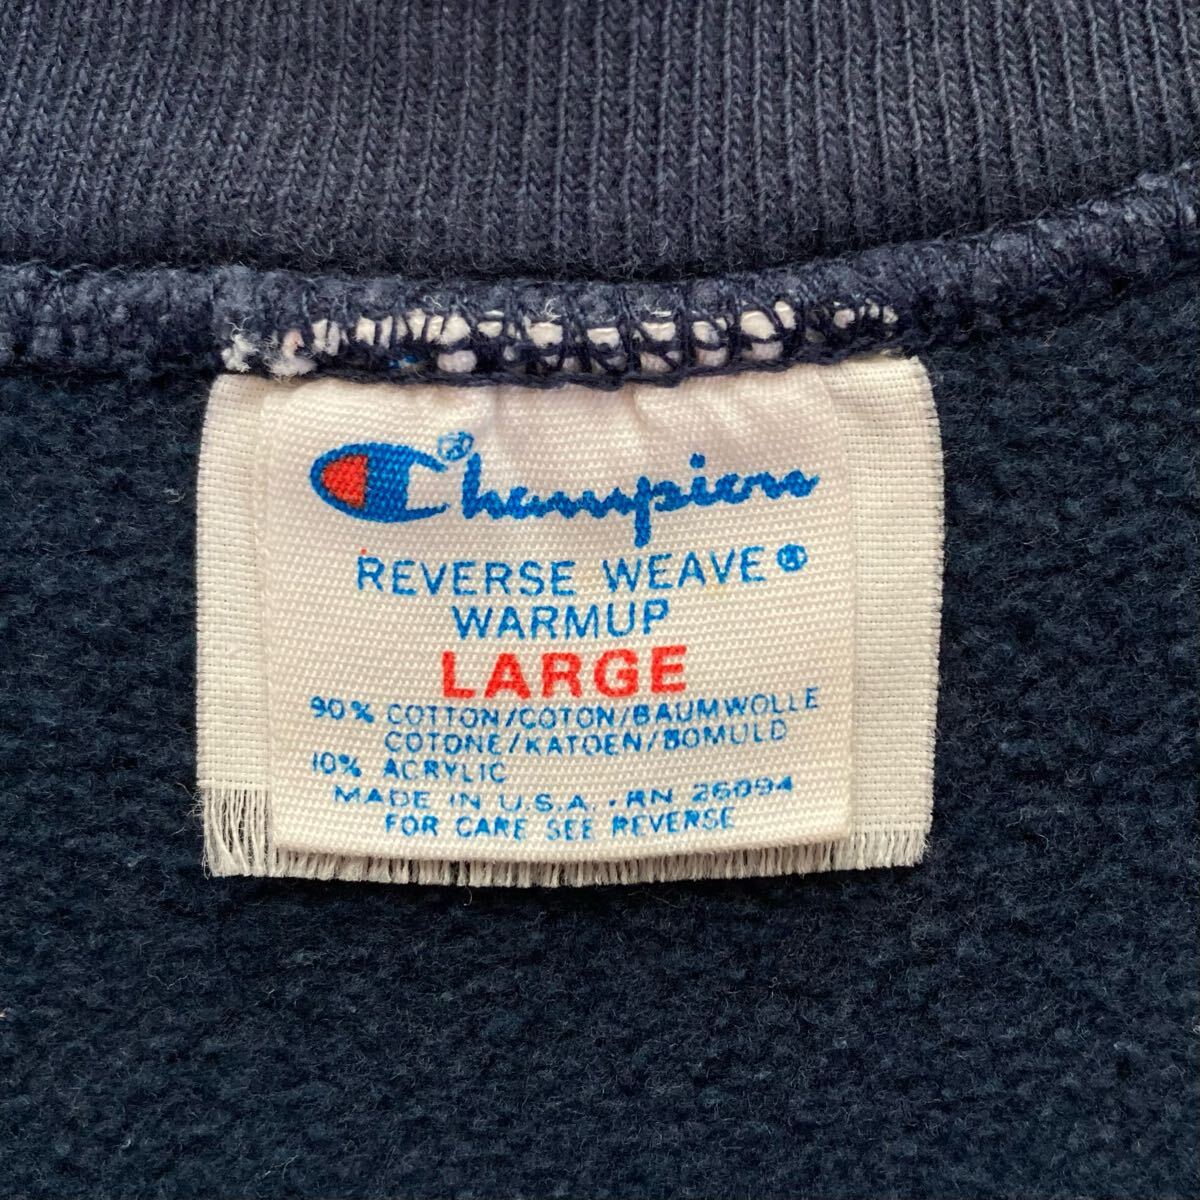 Champion®
REVERSE WEAVE®
WARMUP
LARGE
90% COTTON/COTON/BAUMWOLLE
COTONE/KATOEN/BOMULD
10% ACRYLIC
MADE IN U.S.A. · RN 26094
FOR CARE SEE REVERSE